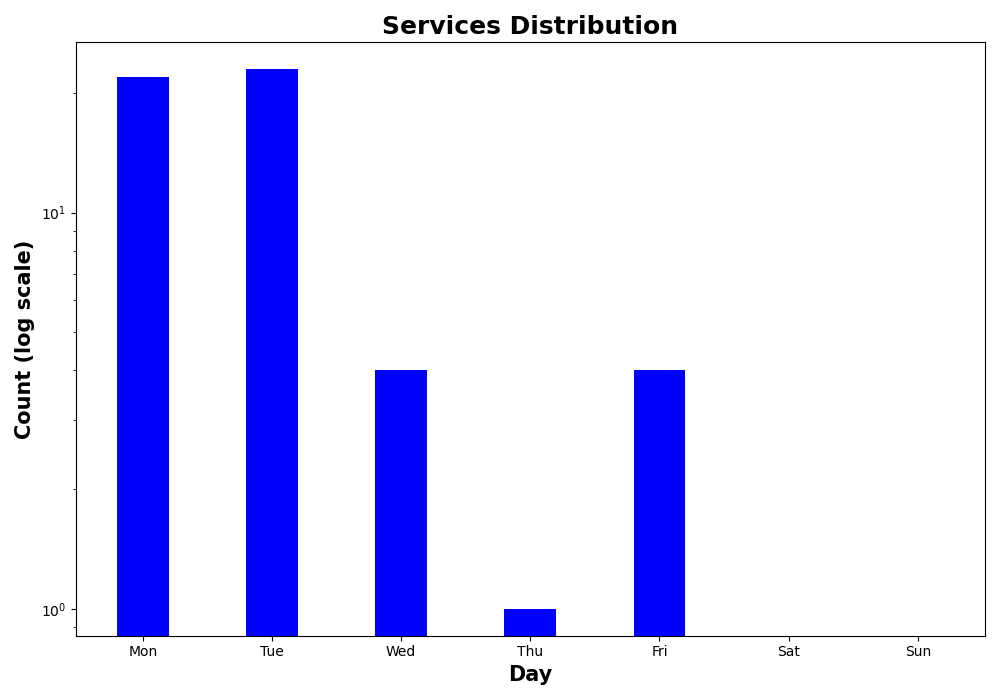 Services Distribution
Count (log scale)
10¹
10⁰
Mon Tue Wed Thu Fri Sat Sun
Day